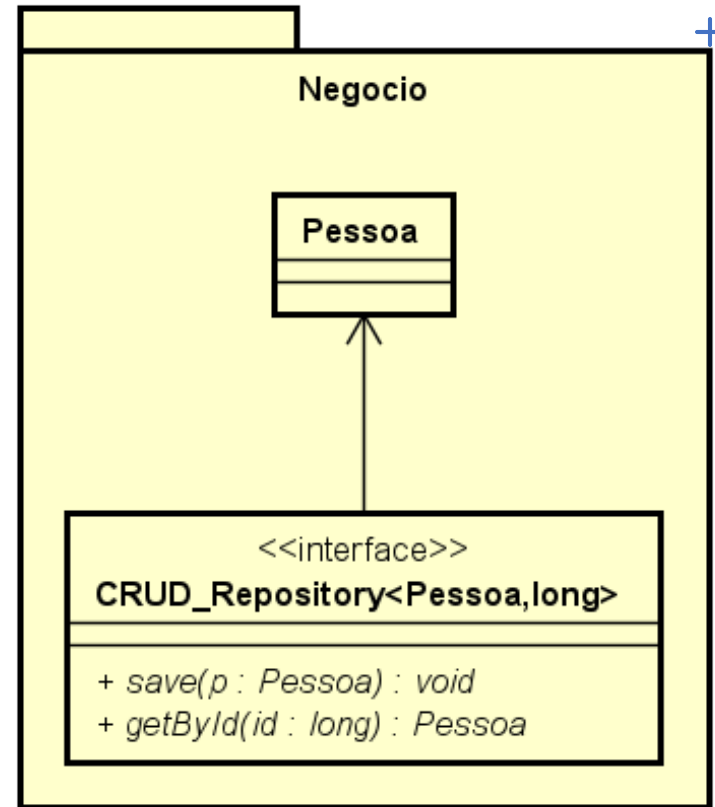 Negocio
Pessoa
<<interface>>
CRUD_Repository<Pessoa,long>
+ save(p : Pessoa) : void
+ getById(id : long) : Pessoa